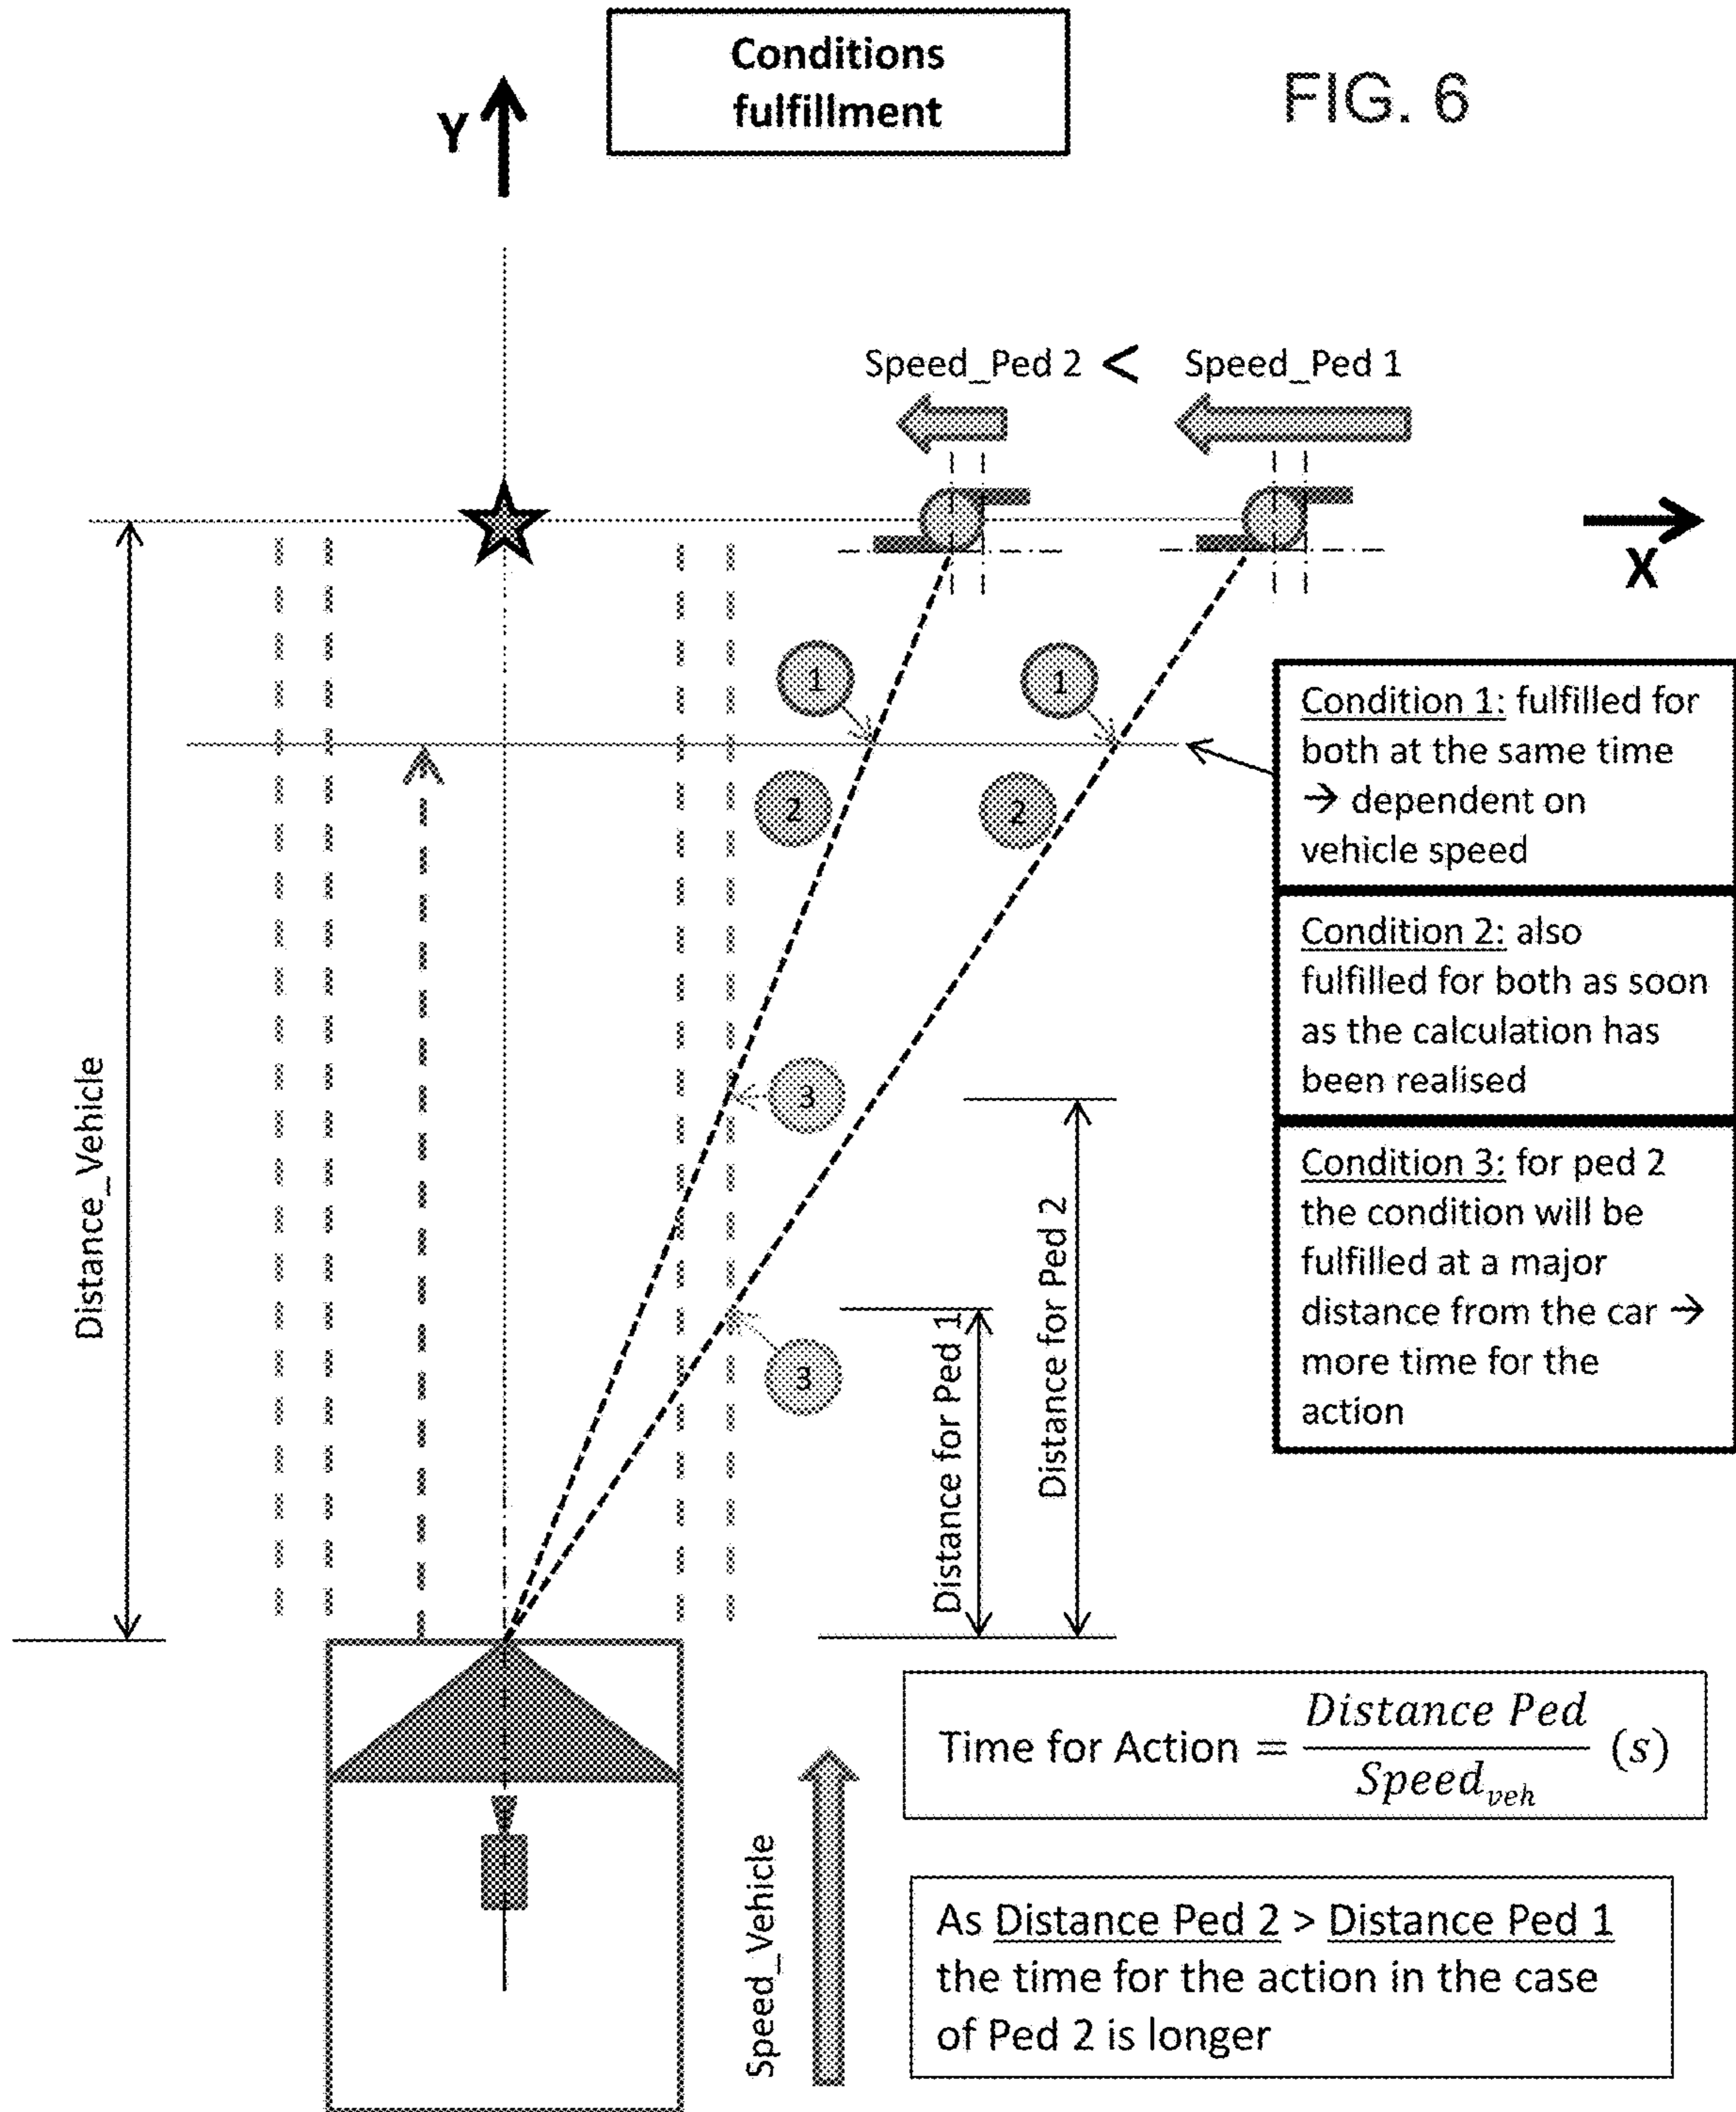 Conditions
fulfillment
FIG. 6
Y
Speed_Ped 2 < Speed_Ped 1
X
1
1
2
2
3
3
Condition 1: fulfilled for
both at the same time
→ dependent on
vehicle speed
Condition 2: also
fulfilled for both as soon
as the calculation has
been realised
Condition 3: for ped 2
the condition will be
fulfilled at a major
distance from the car →
more time for the
action
Distance_Vehicle
Distance for Ped 1
Distance for Ped 2
Speed_Vehicle
Time for Action = Distance Ped / Speed_veh (s)
As Distance Ped 2 > Distance Ped 1
the time for the action in the case
of Ped 2 is longer